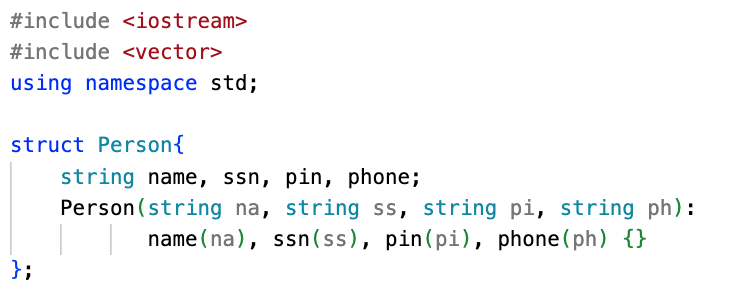 #include <iostream>
#include <vector>
using namespace std;

struct Person{
    string name, ssn, pin, phone;
    Person(string na, string ss, string pi, string ph):
           name(na), ssn(ss), pin(pi), phone(ph) {}
};